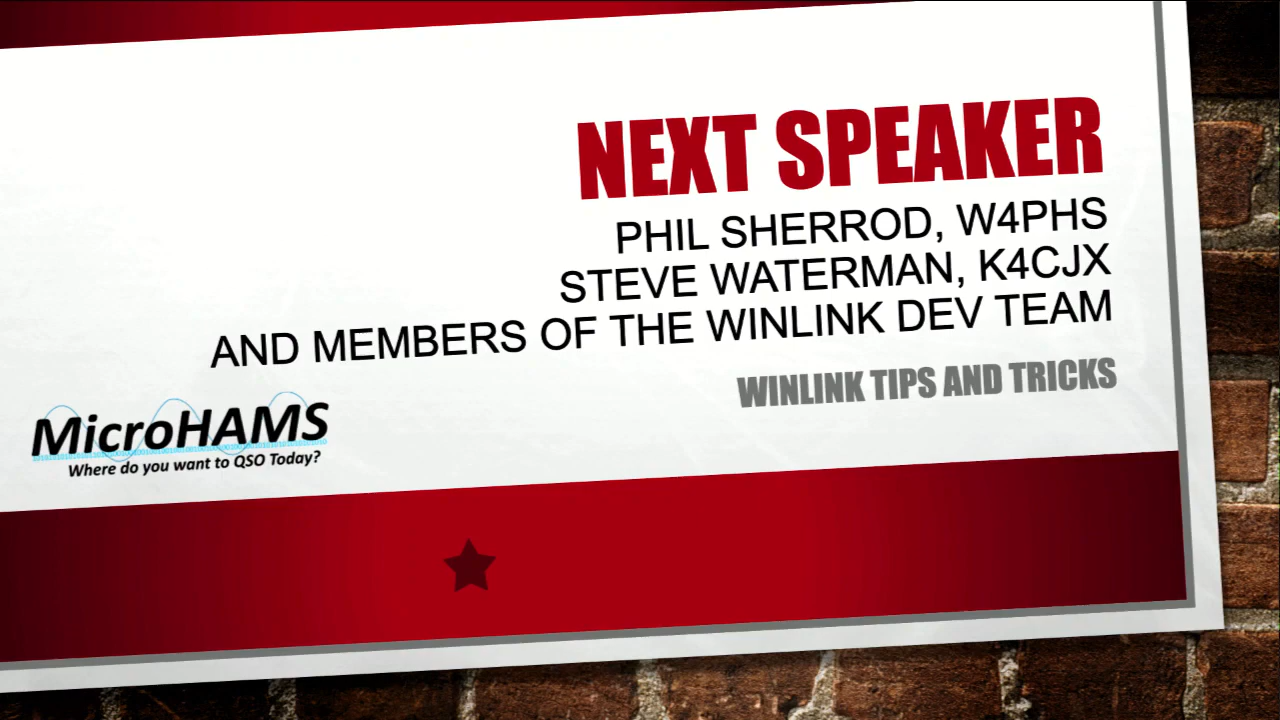 NEXT SPEAKER
PHIL SHERROD, W4PHS
STEVE WATERMAN, K4CJX
AND MEMBERS OF THE WINLINK DEV TEAM
WINLINK TIPS AND TRICKS
MicroHAMS
Where do you want to QSO Today?